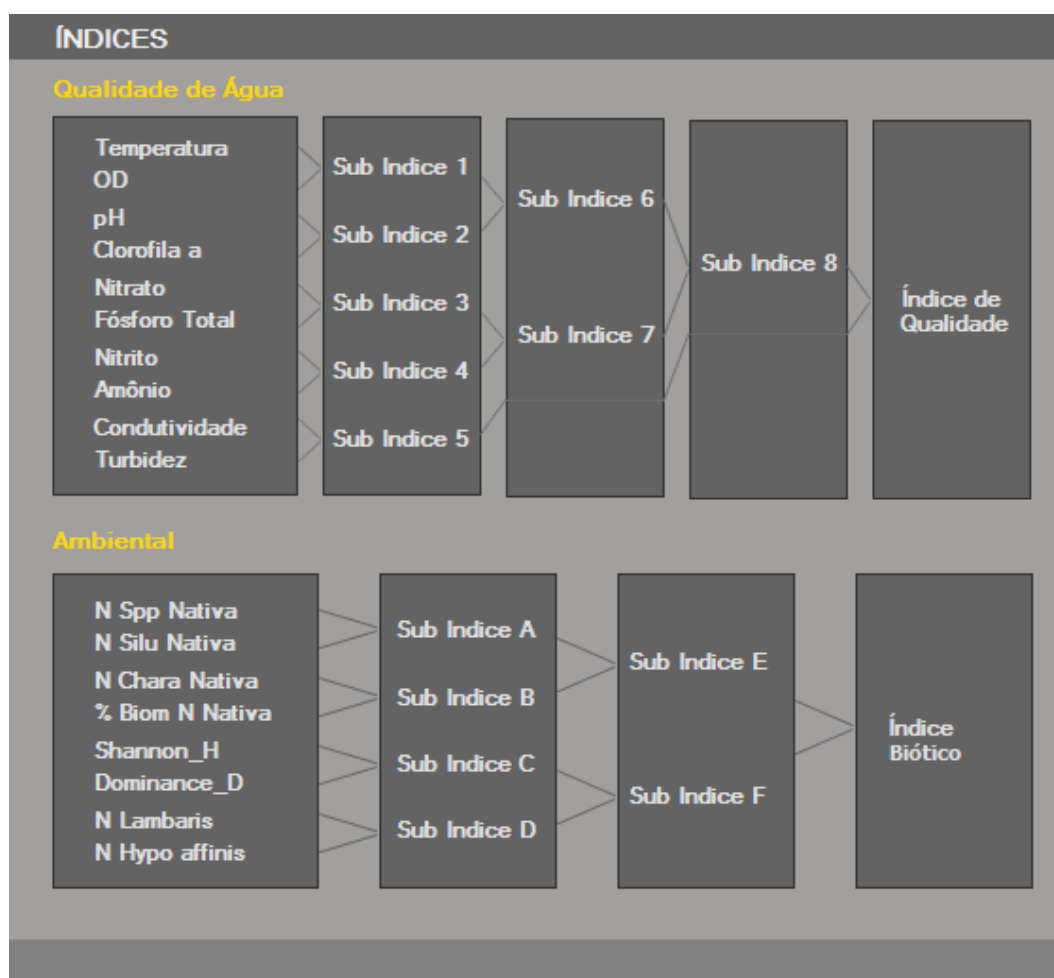 ÍNDICES
Qualidade de Água
Temperatura
OD
pH
Clorofila a
Nitrato
Fósforo Total
Nitrito
Amônio
Condutividade
Turbidez
Sub Indice 1
Sub Indice 2
Sub Indice 3
Sub Indice 4
Sub Indice 5
Sub Indice 6
Sub Indice 7
Sub Indice 8
Índice de
Qualidade
Ambiental
N Spp Nativa
N Silu Nativa
N Chara Nativa
% Biom N Nativa
Shannon_H
Dominance_D
N Lambaris
N Hypo affinis
Sub Indice A
Sub Indice B
Sub Indice C
Sub Indice D
Sub Indice E
Sub Indice F
Índice
Biótico